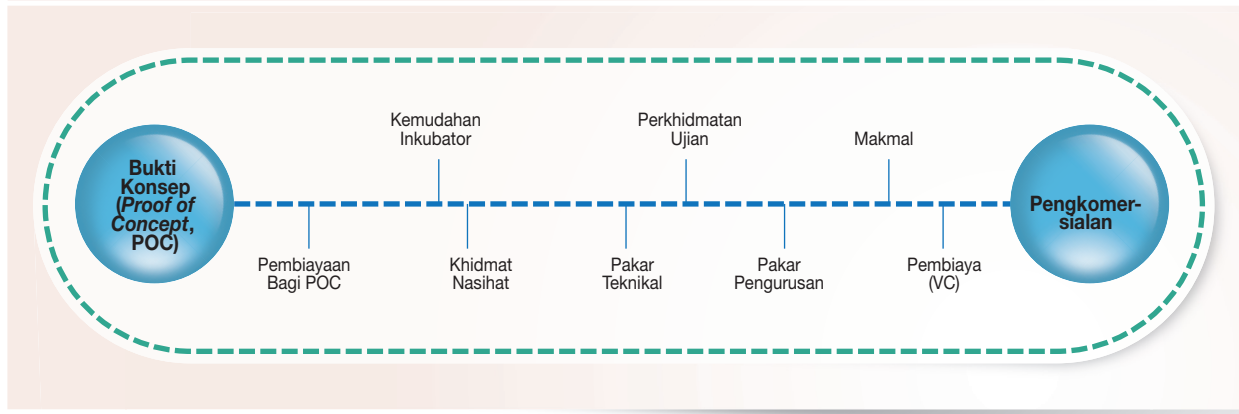 Bukti
Konsep
(Proof of
Concept,
POC)
Kemudahan
Inkubator
Perkhidmatan
Ujian
Makmal
Pembiayaan
Bagi POC
Khidmat
Nasihat
Pakar
Teknikal
Pakar
Pengurusan
Pembiaya
(VC)
Pengkomer-
sialan